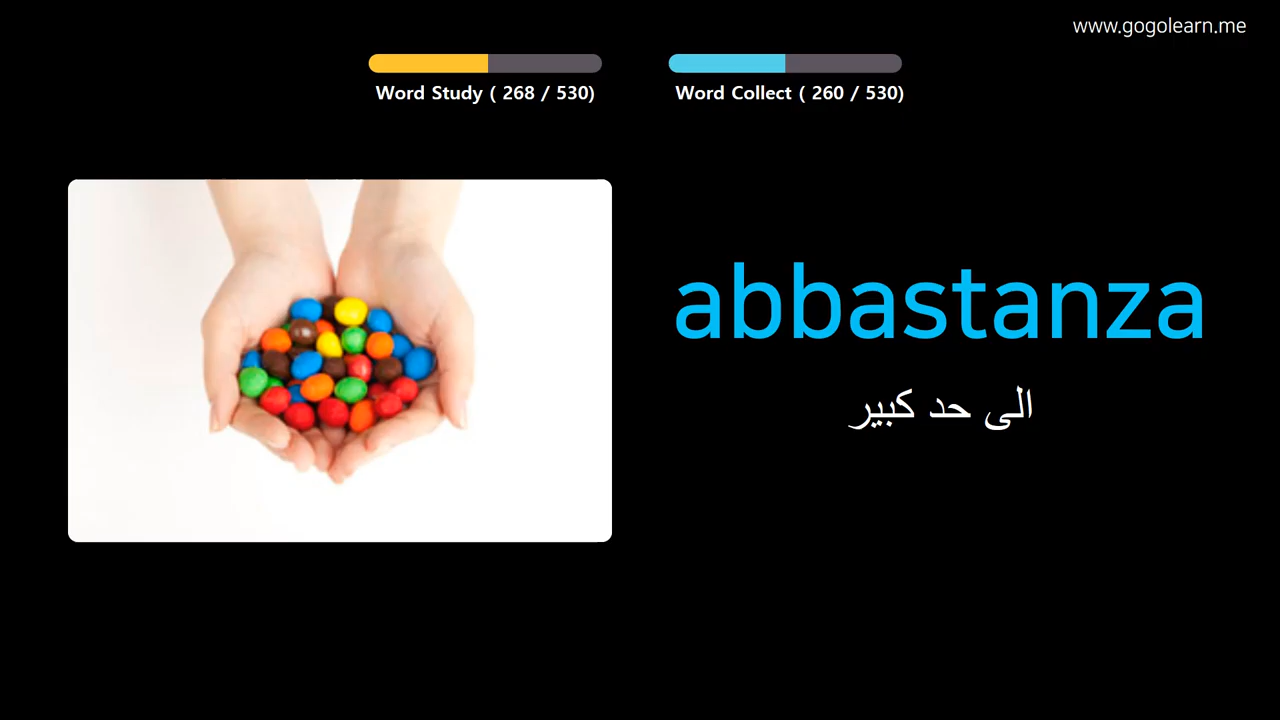 www.gogolearn.me
Word Study ( 268 / 530)
Word Collect ( 260 / 530)
abbastanza
الى حد كبير